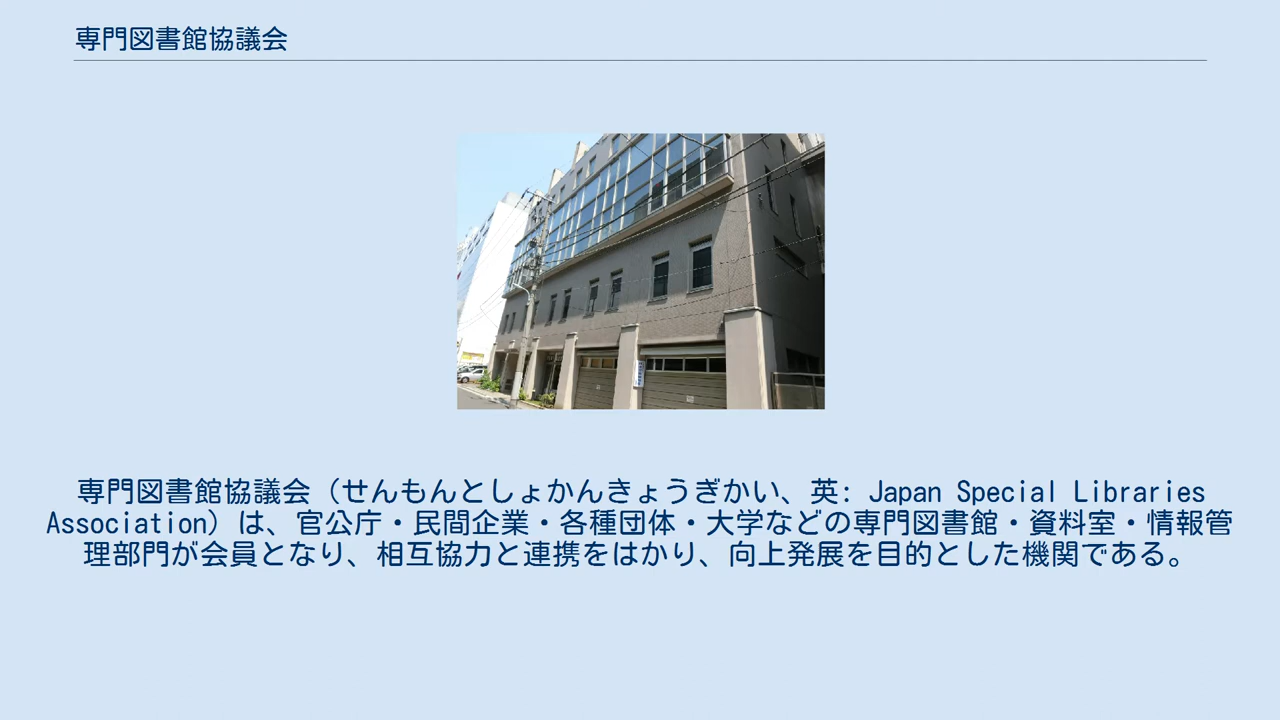 専門図書館協議会
専門図書館協議会（せんもんとしょかんきょうぎかい、英: Japan Special Libraries
Association）は、官公庁・民間企業・各種団体・大学などの専門図書館・資料室・情報管
理部門が会員となり、相互協力と連携をはかり、向上発展を目的とした機関である。